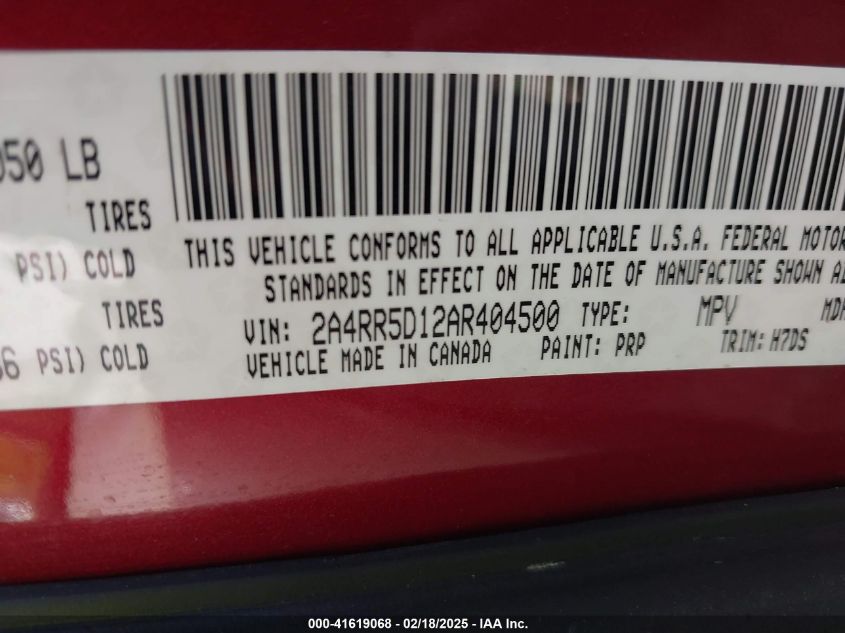 050 LB
TIRES
PSI) COLD
TIRES
36 PSI) COLD
THIS VEHICLE CONFORMS TO ALL APPLICABLE U.S.A. FEDERAL MOTOR
STANDARDS IN EFFECT ON THE DATE OF MANUFACTURE SHOWN
VIN: 2A4RR5D12AR404500 TYPE: MPV
VEHICLE MADE IN CANADA PAINT: PRP TRIM: H7DS
000-41619068 - 02/18/2025 - IAA Inc.